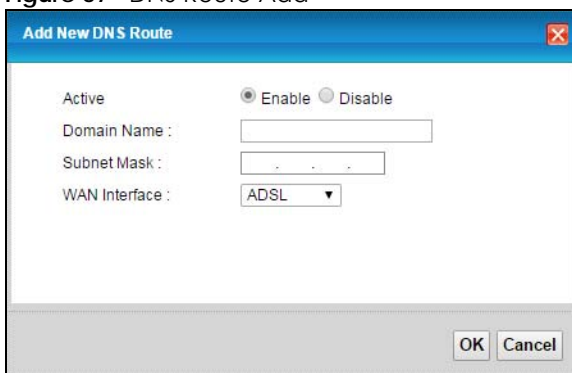 Add New DNS Route
Active Enable Disable
Domain Name :
Subnet Mask : . . .
WAN Interface : ADSL
OK Cancel